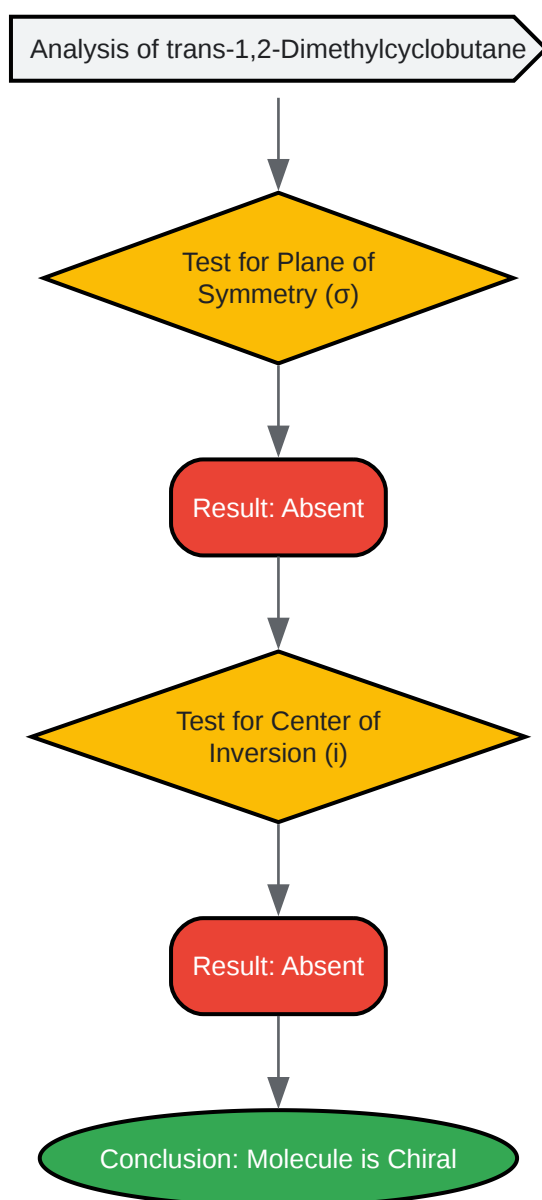 Analysis of trans-1,2-Dimethylcyclobutane
Test for Plane of
Symmetry (σ)
Result: Absent
Test for Center of
Inversion (i)
Result: Absent
Conclusion: Molecule is Chiral